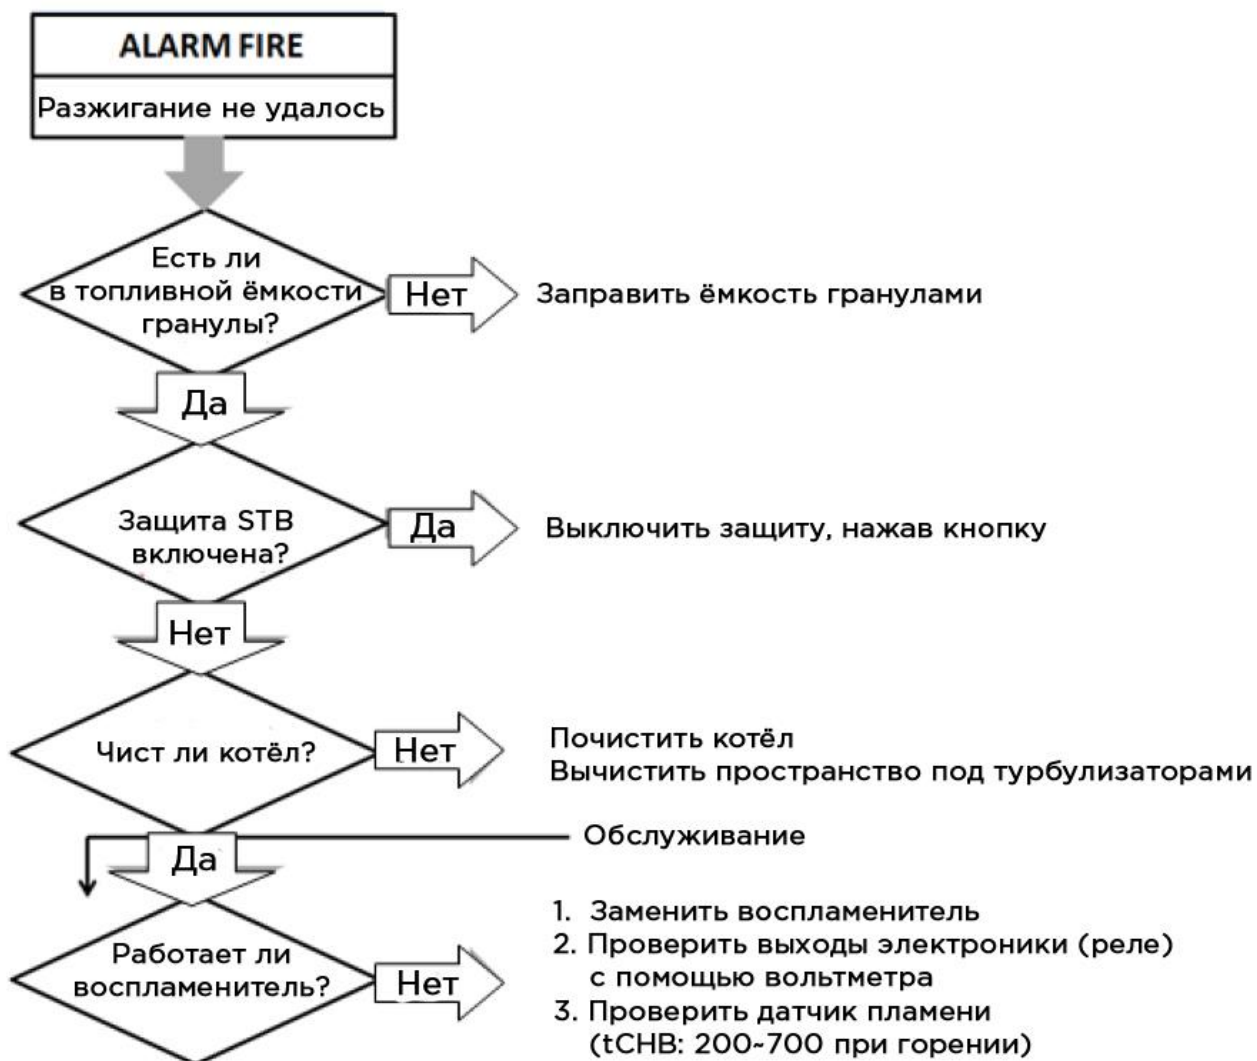 ALARM FIRE
Разжигание не удалось
Есть ли
в топливной ёмкости
гранулы?
Нет
Заправить ёмкость гранулами
Да
Защита STB
включена?
Да
Выключить защиту, нажав кнопку
Нет
Чист ли котёл?
Нет
Почистить котёл
Вычистить пространство под турбулизаторами
Обслуживание
Да
Работает ли
воспламенитель?
Нет
1. Заменить воспламенитель
2. Проверить выходы электроники (реле)
с помощью вольтметра
3. Проверить датчик пламени
(tCHB: 200~700 при горении)